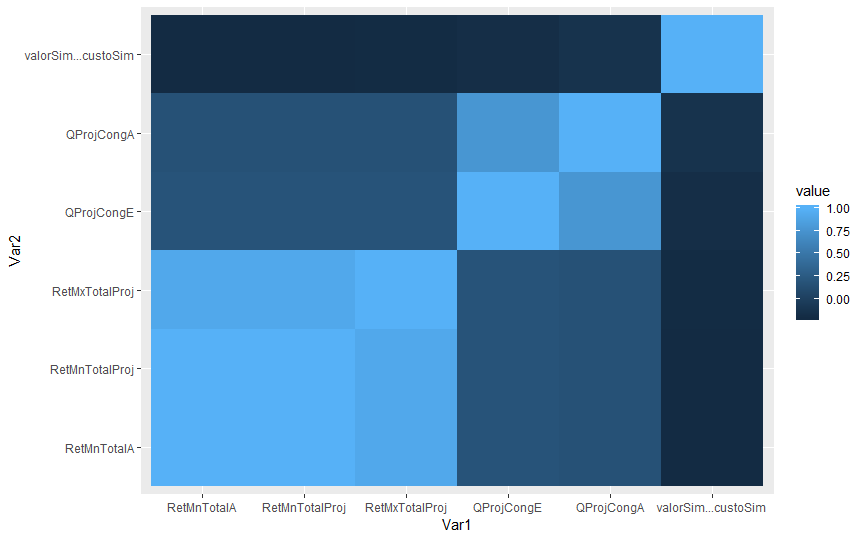 valorSim...custoSim
QProjCongA
QProjCongE
RetMxTotalProj
RetMnTotalProj
RetMnTotalA
Var2
RetMnTotalA RetMnTotalProj RetMxTotalProj QProjCongE QProjCongA valorSim...custoSim
Var1
value
1.00
0.75
0.50
0.25
0.00